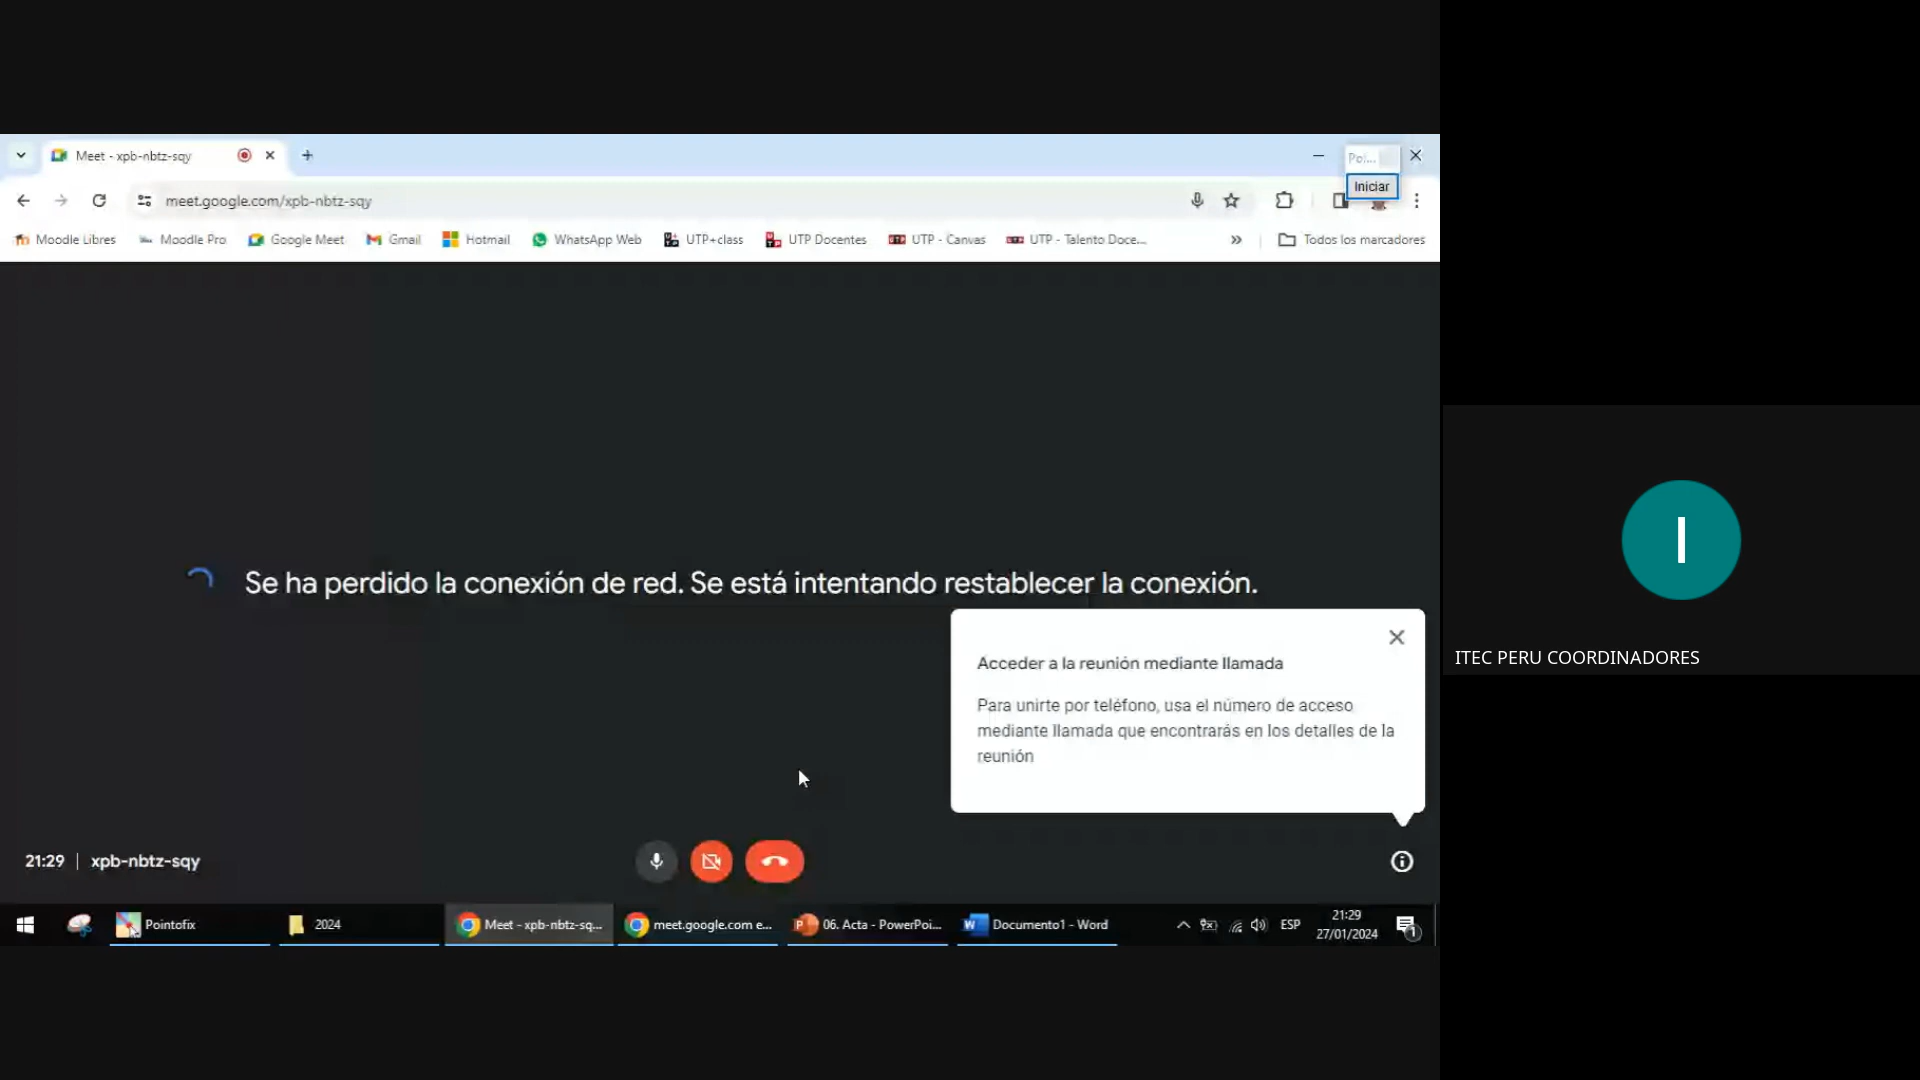 Meet - xpb-nbtz-sqy
Poi...
Iniciar
meet.google.com/xpb-nbtz-sqy
Moodle Libres
Moodle Pro
Google Meet
Gmail
Hotmail
WhatsApp Web
UTP+class
UTP Docentes
UTP - Canvas
UTP - Talento Doce...
Todos los marcadores
Se ha perdido la conexión de red. Se está intentando restablecer la conexión.
Acceder a la reunión mediante llamada
Para unirte por teléfono, usa el número de acceso
mediante llamada que encontrarás en los detalles de la
reunión
21:29 | xpb-nbtz-sqy
Pointofix
2024
Meet - xpb-nbtz-sq...
meet.google.com e...
06. Acta - PowerPoi...
Documento1 - Word
ESP
21:29
27/01/2024
1
I
ITEC PERU COORDINADORES